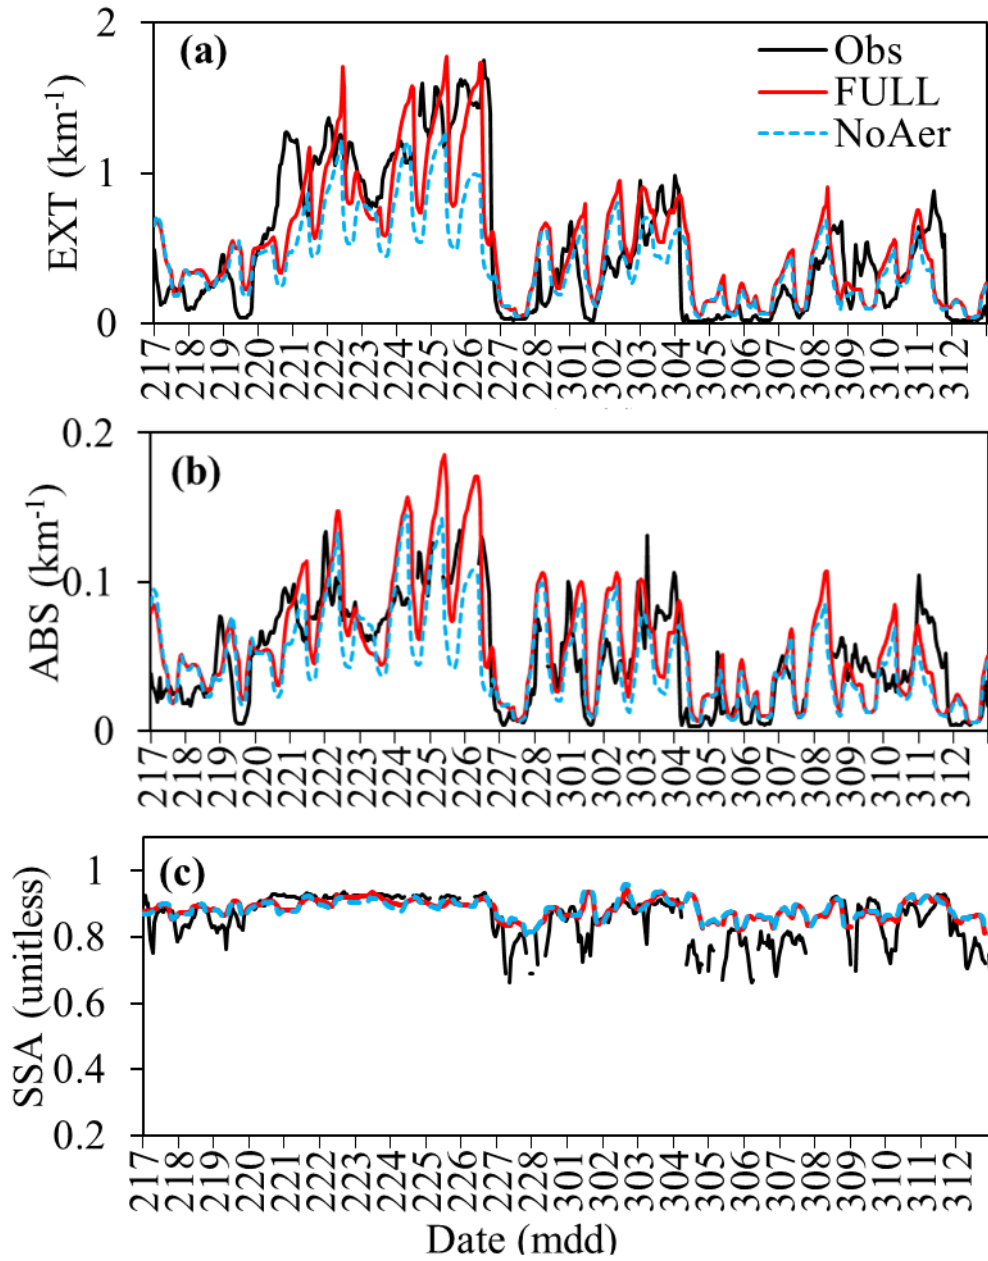 (a)
Obs
FULL
NoAer
EXT (km-1)
2
1
0
217 218 219 220 221 222 223 224 225 226 227 228 301 302 303 304 305 306 307 308 309 310 311 312
(b)
ABS (km-1)
0.2
0.1
0
217 218 219 220 221 222 223 224 225 226 227 228 301 302 303 304 305 306 307 308 309 310 311 312
(c)
SSA (unitless)
1
0.8
0.6
0.4
0.2
217 218 219 220 221 222 223 224 225 226 227 228 301 302 303 304 305 306 307 308 309 310 311 312
Date (mdd)